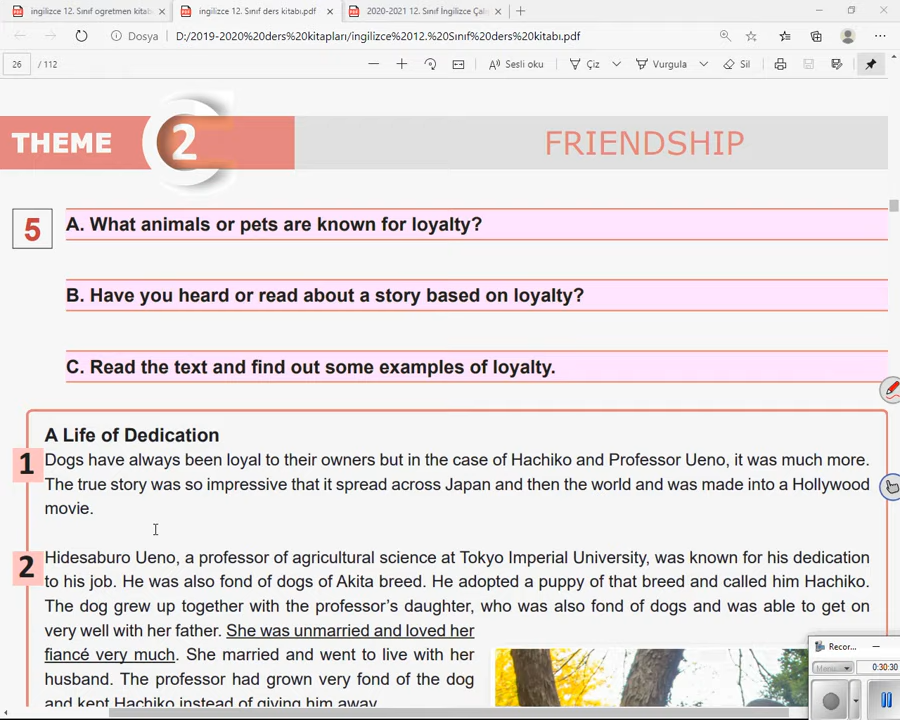 ingilizce 12. Sınıf ogretmen kitab
ingilizce 12. Sınıf ders kitabı.pdf
2020-2021 12. Sınıf İngilizce Çalı
Dosya
D:/2019-2020%20ders%20kitapları/ingilizce%2012.%20Sınıf%20ders%20kitabı.pdf
26 / 112
Sesli oku
Çiz
Vurgula
Sil
THEME 2
FRIENDSHIP
5
A. What animals or pets are known for loyalty?
B. Have you heard or read about a story based on loyalty?
C. Read the text and find out some examples of loyalty.
A Life of Dedication
1 Dogs have always been loyal to their owners but in the case of Hachiko and Professor Ueno, it was much more.
The true story was so impressive that it spread across Japan and then the world and was made into a Hollywood
movie.
2 Hidesaburo Ueno, a professor of agricultural science at Tokyo Imperial University, was known for his dedication
to his job. He was also fond of dogs of Akita breed. He adopted a puppy of that breed and called him Hachiko.
The dog grew up together with the professor's daughter, who was also fond of dogs and was able to get on
very well with her father. She was unmarried and loved her
fiancé very much. She married and went to live with her
husband. The professor had grown very fond of the dog
and kept Hachiko instead of giving him away.
Recor...
Menu
0:30:30